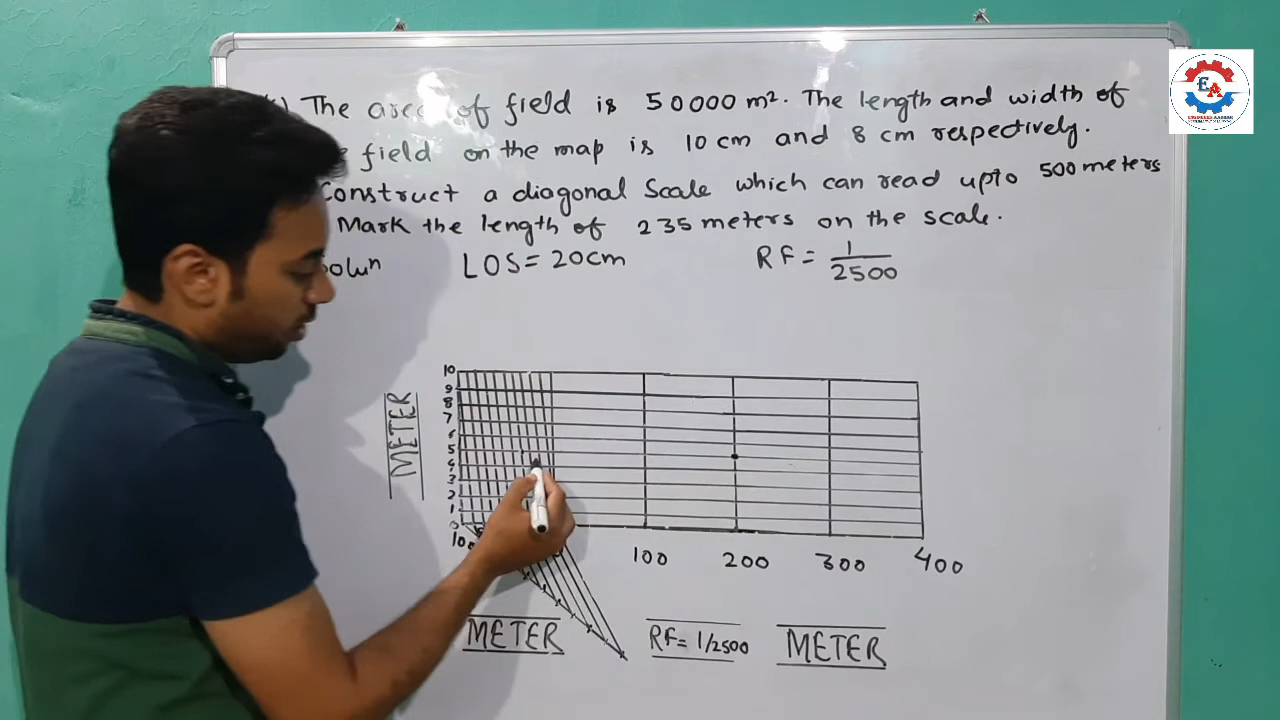 The area of field is 50000 m². The length and width of
field on the map is 10 cm and 8 cm respectively.
Construct a diagonal Scale which can read upto 500 meters
Mark the length of 235 meters on the scale.
LOS = 20cm RF = 1/2500
10
9
8
7
6
5
4
3
2
1
0
METER
100 100 200 300 400
METER RF = 1/2500 METER
EA